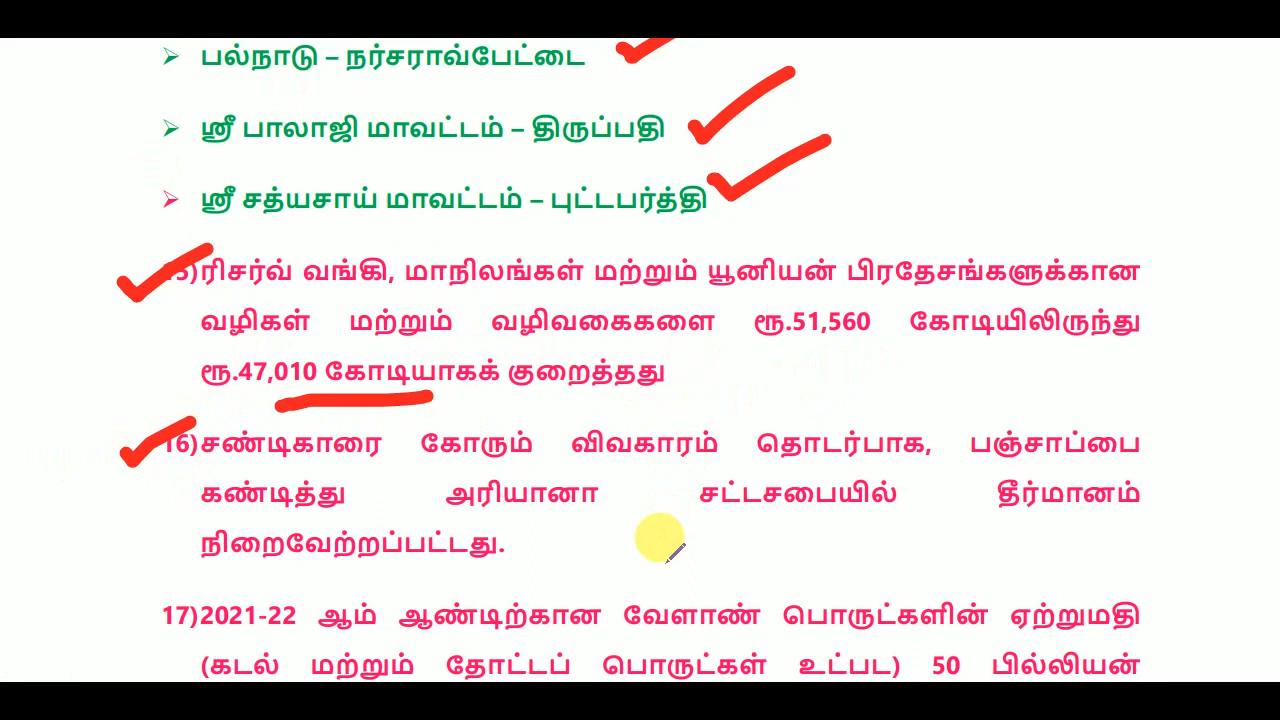 பல்நாடு – நர்சராவ்பேட்டை
ஸ்ரீ பாலாஜி மாவட்டம் – திருப்பதி
ஸ்ரீ சத்யசாய் மாவட்டம் – புட்டபர்த்தி
ரிசர்வ் வங்கி, மாநிலங்கள் மற்றும் யூனியன் பிரதேசங்களுக்கான
வழிகள் மற்றும் வழிவகைகளை ரூ.51,560 கோடியிலிருந்து
ரூ.47,010 கோடியாகக் குறைத்தது
16)சண்டிகாரை கோரும் விவகாரம் தொடர்பாக, பஞ்சாப்பை
கண்டித்து அரியானா சட்டசபையில் தீர்மானம்
நிறைவேற்றப்பட்டது.
17)2021-22 ஆம் ஆண்டிற்கான வேளாண் பொருட்களின் ஏற்றுமதி
(கடல் மற்றும் தோட்டப் பொருட்கள் உட்பட) 50 பில்லியன்